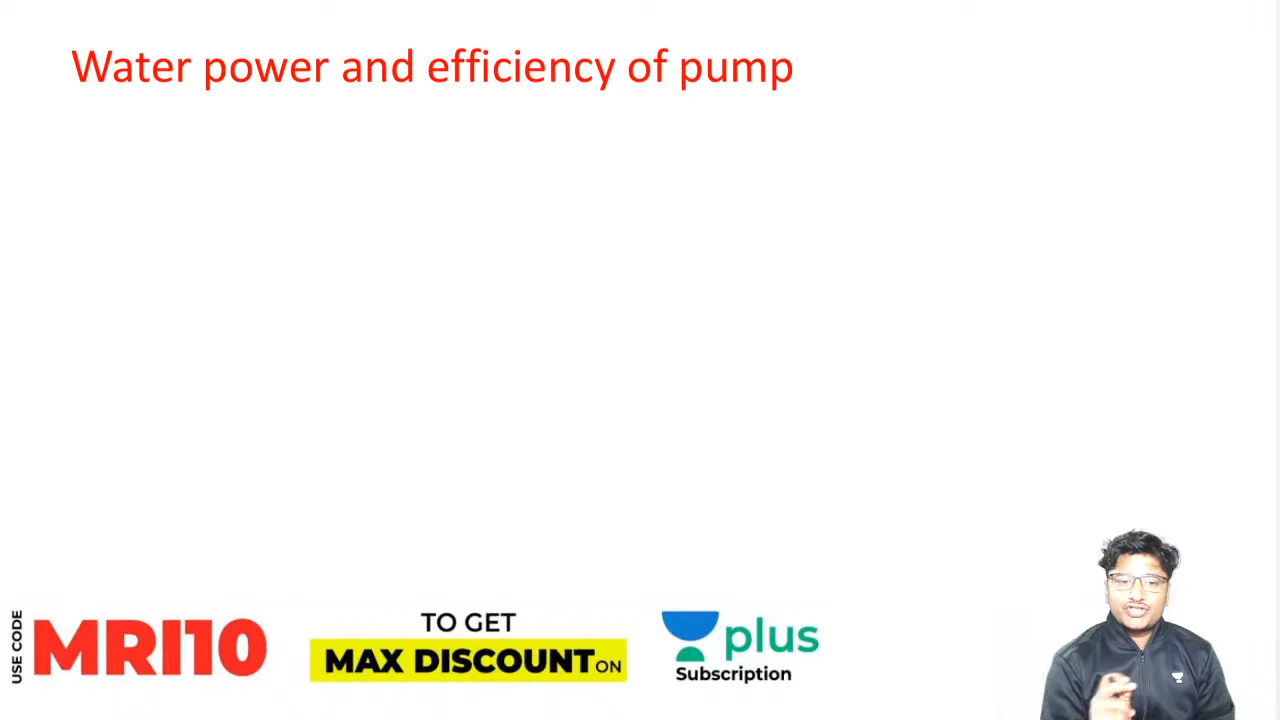 Water power and efficiency of pump
USE CODE
MRI10
TO GET
MAX DISCOUNT ON
plus
Subscription